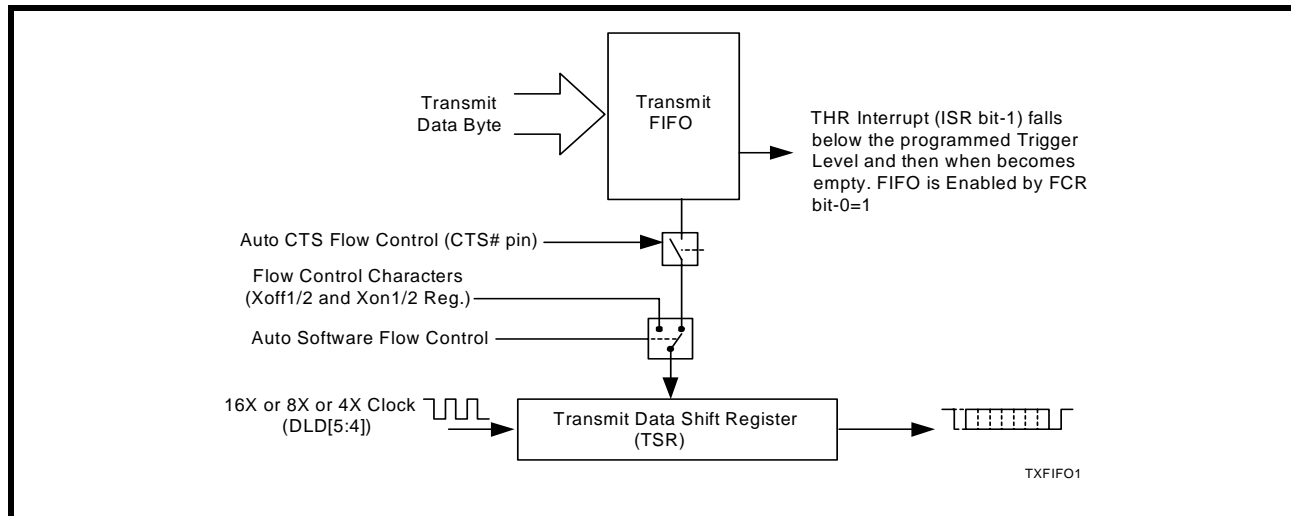 Transmit
Data Byte
Transmit
FIFO
THR Interrupt (ISR bit-1) falls
below the programmed Trigger
Level and then when becomes
empty. FIFO is Enabled by FCR
bit-0=1
Auto CTS Flow Control (CTS# pin)
Flow Control Characters
(Xoff1/2 and Xon1/2 Reg.)
Auto Software Flow Control
16X or 8X or 4X Clock
(DLD[5:4])
Transmit Data Shift Register
(TSR)
TXFIFO1